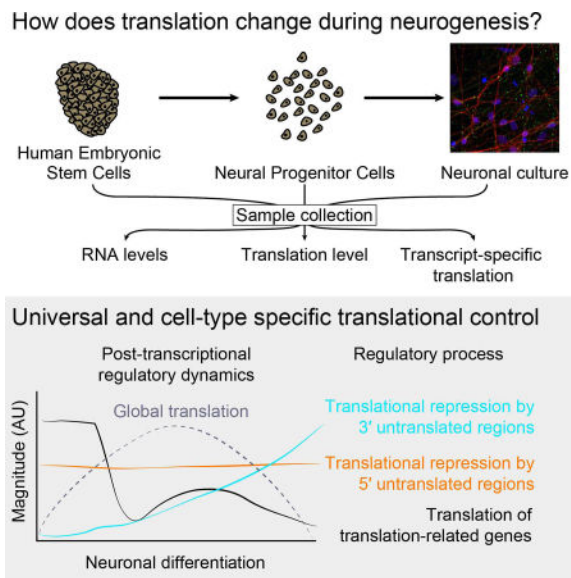 How does translation change during neurogenesis?
Human Embryonic
Stem Cells
Neural Progenitor Cells
Neuronal culture
Sample collection
RNA levels
Translation level
Transcript-specific
translation
Universal and cell-type specific translational control
Post-transcriptional
regulatory dynamics
Regulatory process
Magnitude (AU)
Global translation
Translational repression by
3' untranslated regions
Translational repression by
5' untranslated regions
Translation of
translation-related genes
Neuronal differentiation